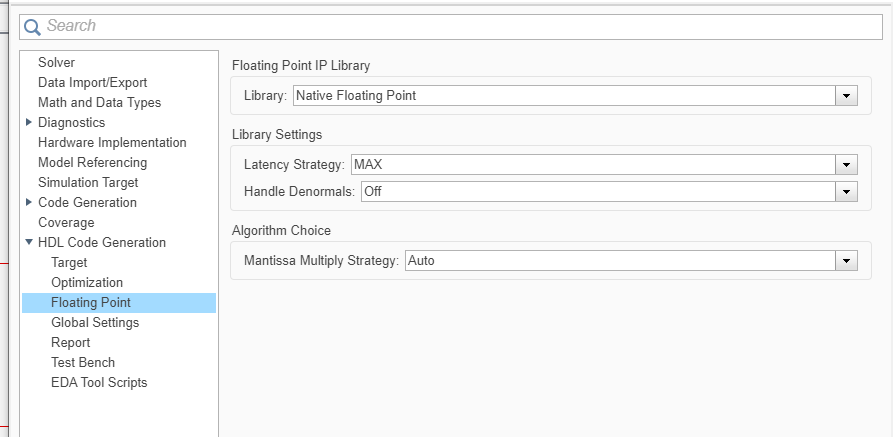 Search
Solver
Data Import/Export
Math and Data Types
Diagnostics
Hardware Implementation
Model Referencing
Simulation Target
Code Generation
Coverage
HDL Code Generation
Target
Optimization
Floating Point
Global Settings
Report
Test Bench
EDA Tool Scripts
Floating Point IP Library
Library: Native Floating Point
Library Settings
Latency Strategy: MAX
Handle Denormals: Off
Algorithm Choice
Mantissa Multiply Strategy: Auto